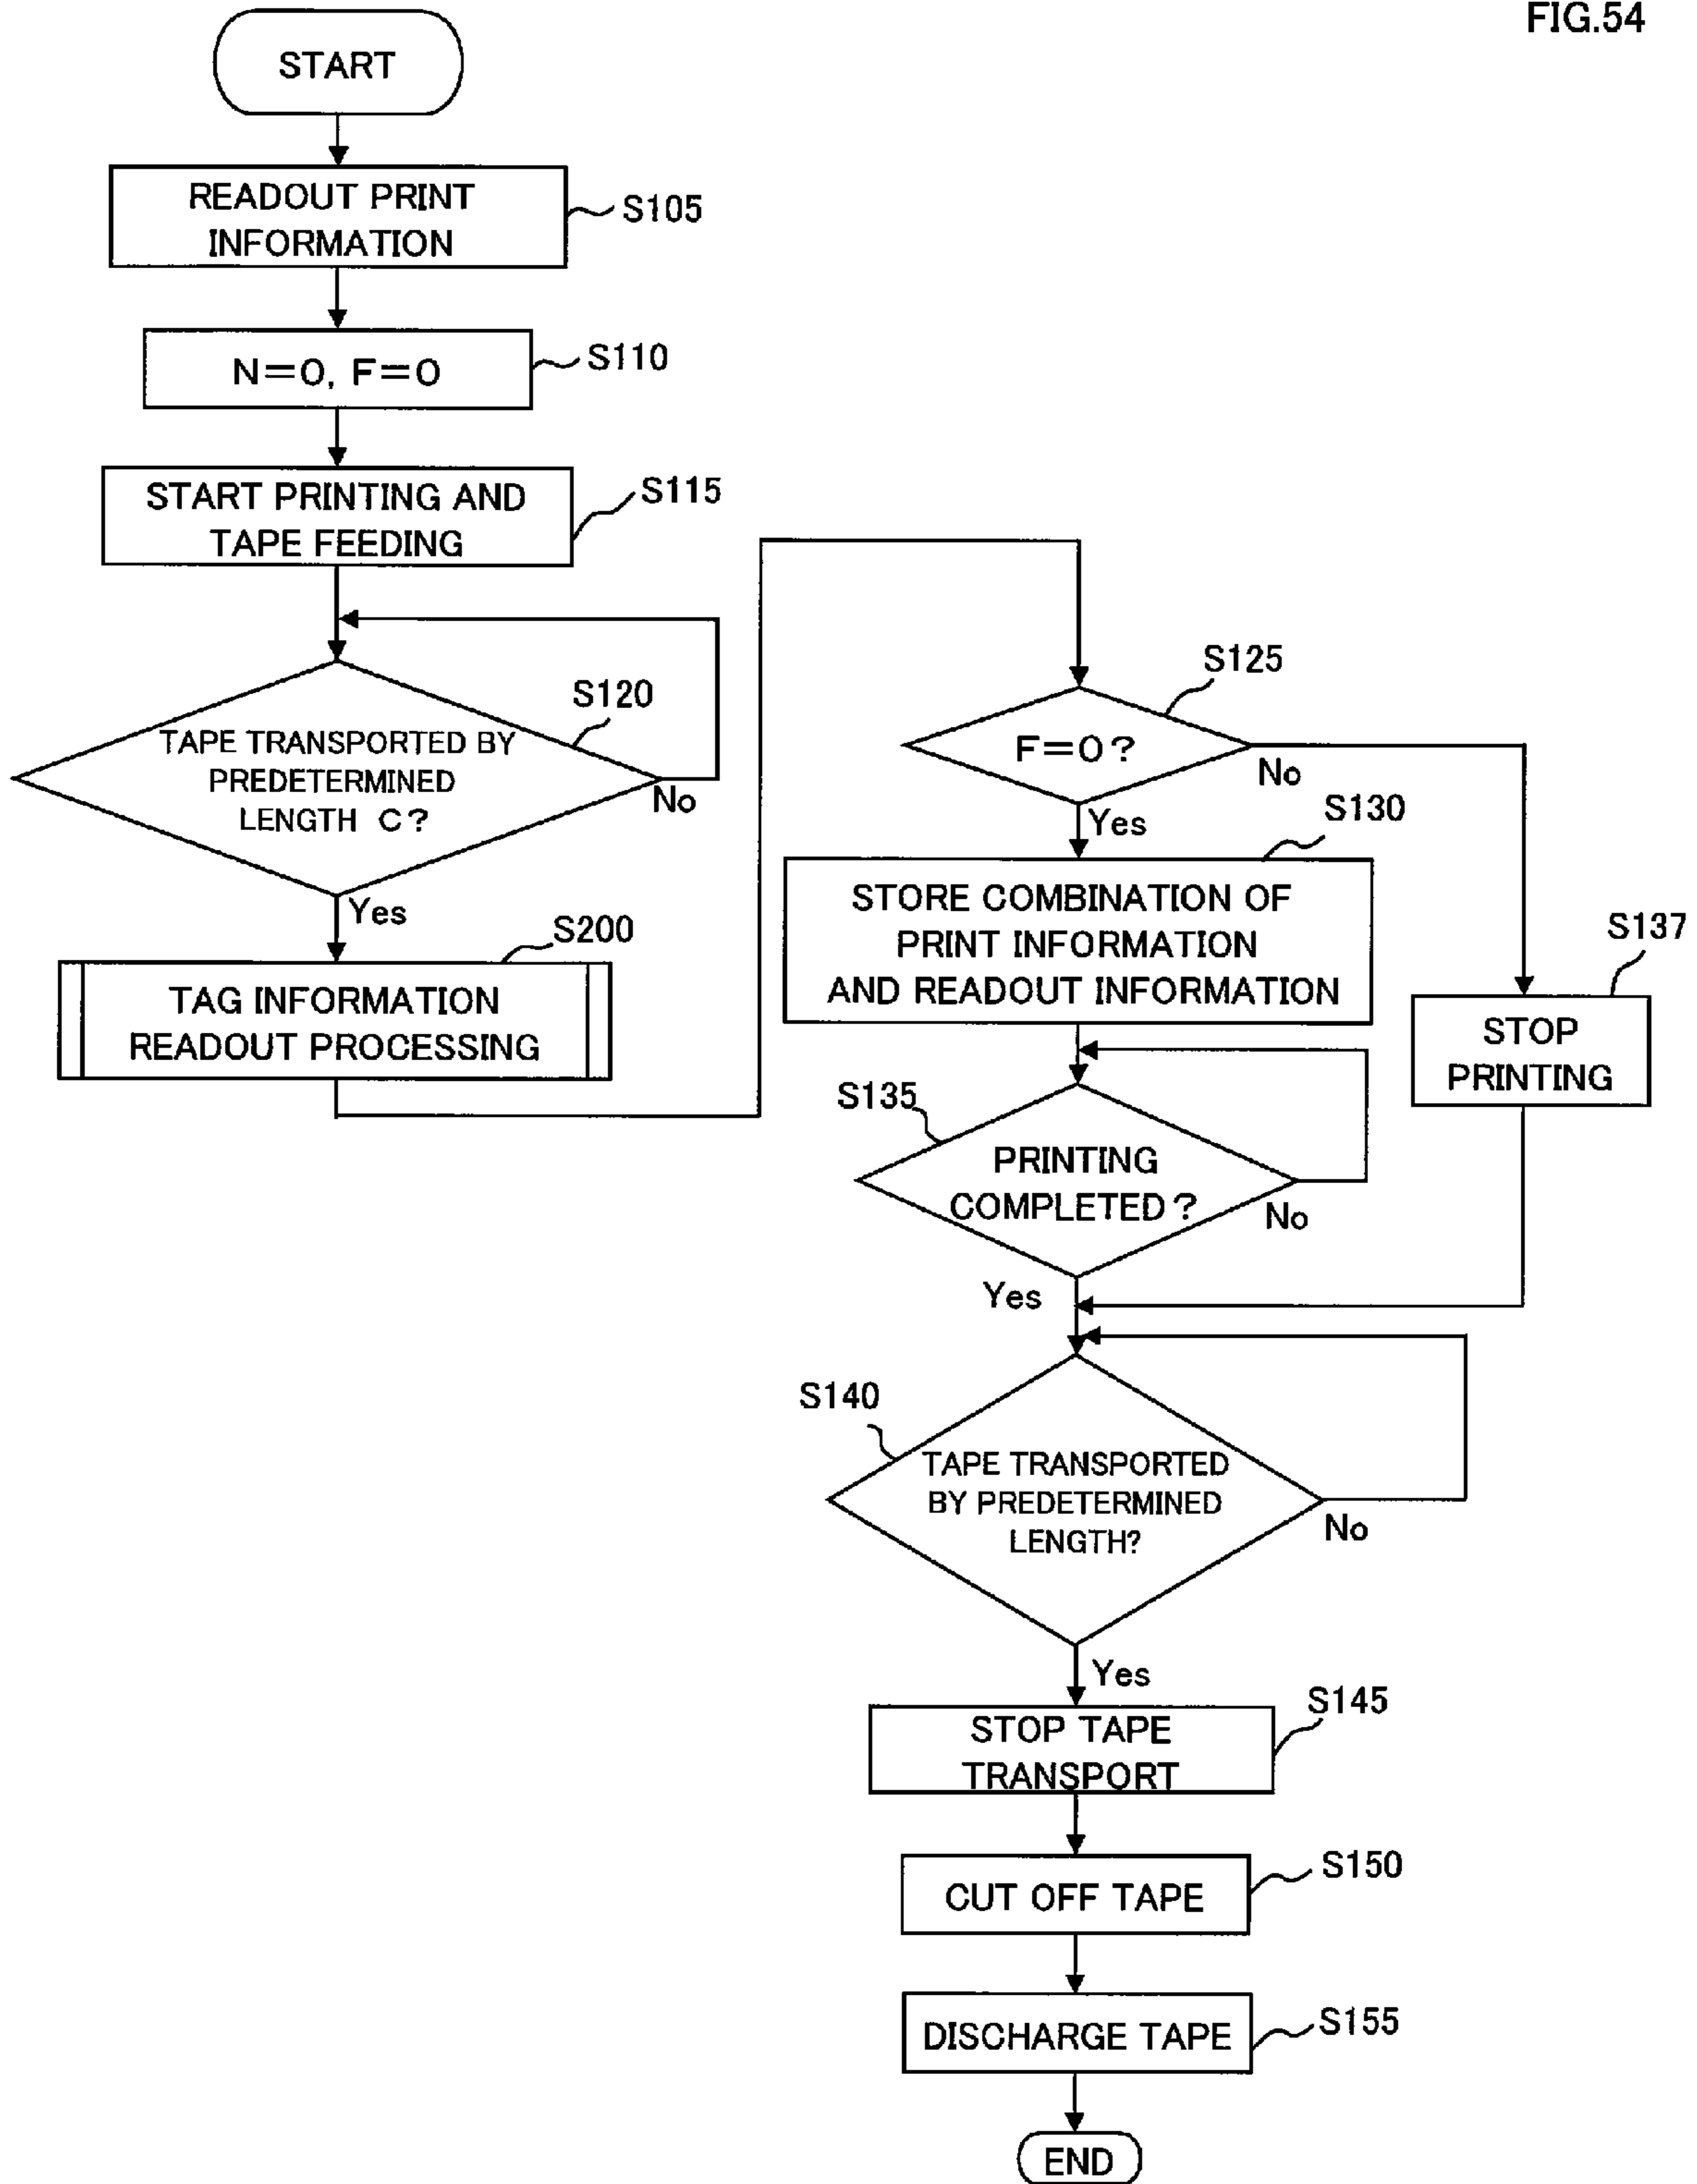 FIG.54
START
READOUT PRINT
INFORMATION
S105
N=0, F=0
S110
START PRINTING AND
TAPE FEEDING
S115
S120
TAPE TRANSPORTED BY
PREDETERMINED
LENGTH C?
No
Yes
S200
TAG INFORMATION
READOUT PROCESSING
S125
F=0?
No
Yes
S130
STORE COMBINATION OF
PRINT INFORMATION
AND READOUT INFORMATION
S137
STOP
PRINTING
S135
PRINTING
COMPLETED?
No
Yes
S140
TAPE TRANSPORTED
BY PREDETERMINED
LENGTH?
No
Yes
S145
STOP TAPE
TRANSPORT
S150
CUT OFF TAPE
S155
DISCHARGE TAPE
END